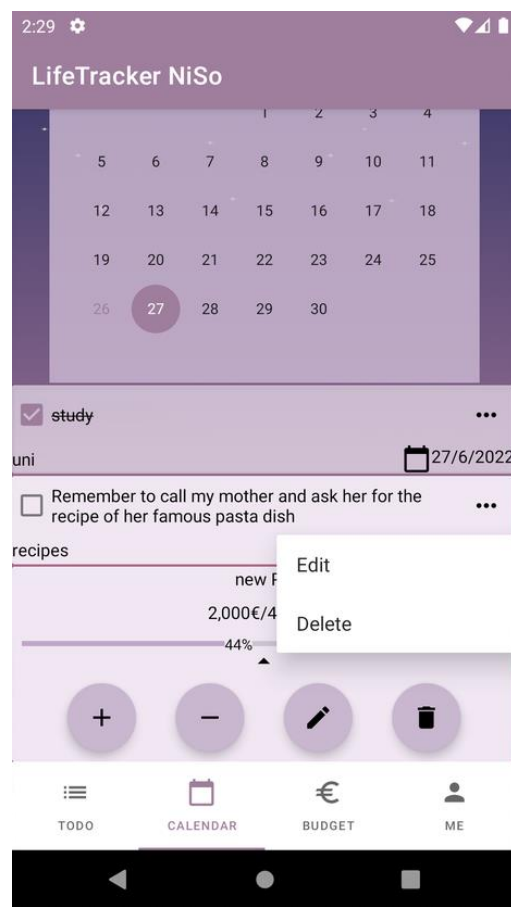 2:29
LifeTracker NiSo
1 2 3 4
5 6 7 8 9 10 11
12 13 14 15 16 17 18
19 20 21 22 23 24 25
26 27 28 29 30
study
uni 27/6/2022
Remember to call my mother and ask her for the
recipe of her famous pasta dish
recipes
Edit
new
2,000€/4
Delete
44%
TODO CALENDAR BUDGET ME